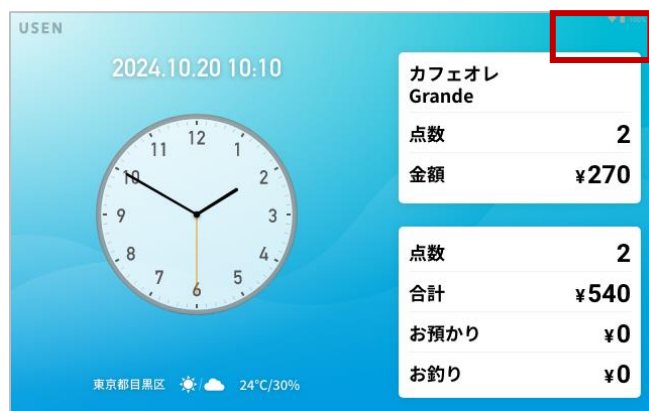 USEN
100%
2024.10.20 10:10
12
1
2
3
4
5
6
7
8
9
10
11
東京都目黒区
24°C/30%
カフェオレ
Grande
点数 2
金額 ¥270
点数 2
合計 ¥540
お預かり ¥0
お釣り ¥0